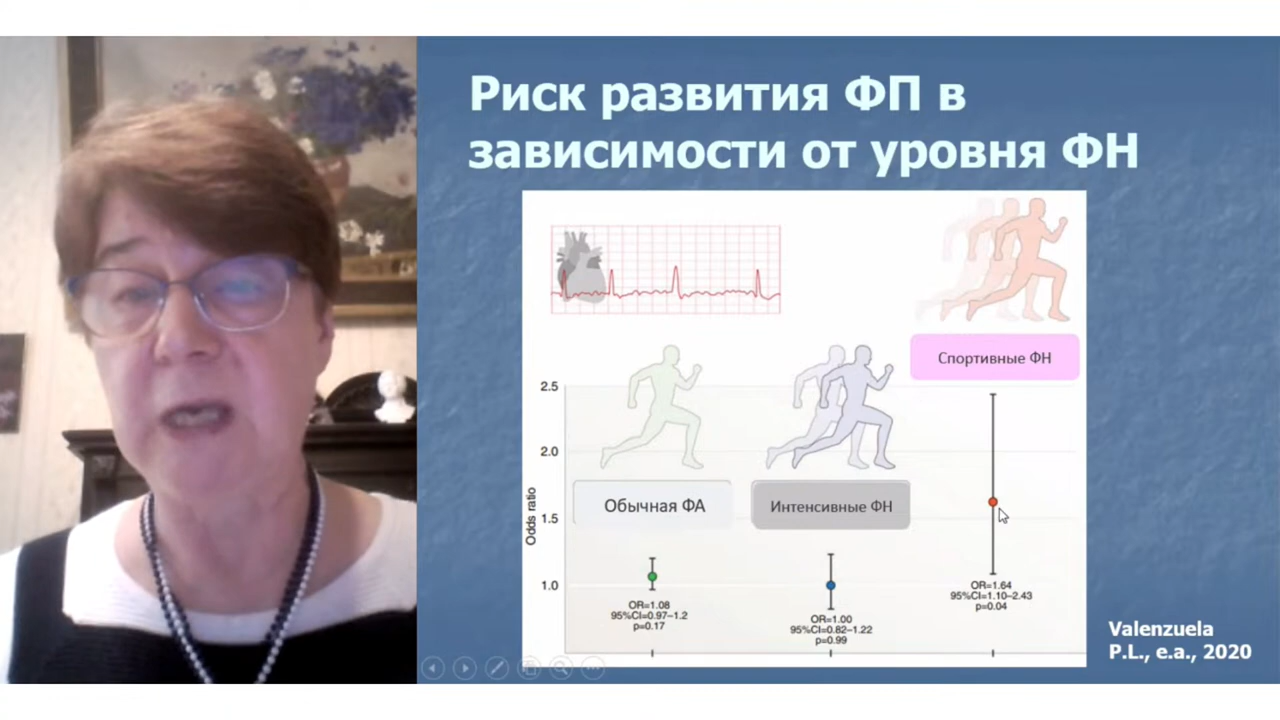 Риск развития ФП в
зависимости от уровня ФН
Спортивные ФН
2.5
2.0
Обычная ФА
Интенсивные ФН
Odds ratio
1.5
1.0
OR=1.08
95%CI=0.97–1.2
p=0.17
OR=1.00
95%CI=0.82–1.22
p=0.99
OR=1.64
95%CI=1.10–2.43
p=0.04
Valenzuela
P.L., e.a., 2020